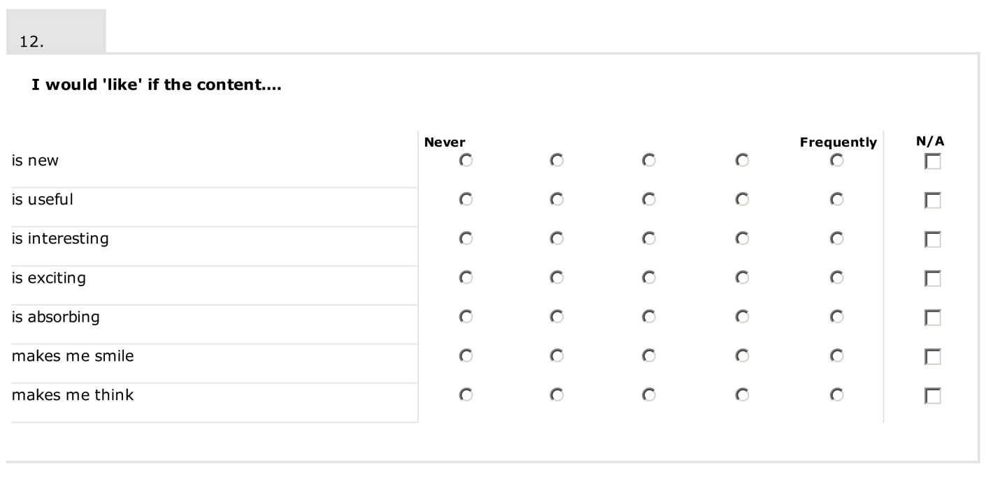 12.
I would 'like' if the content....
Never Frequently N/A
is new
is useful
is interesting
is exciting
is absorbing
makes me smile
makes me think